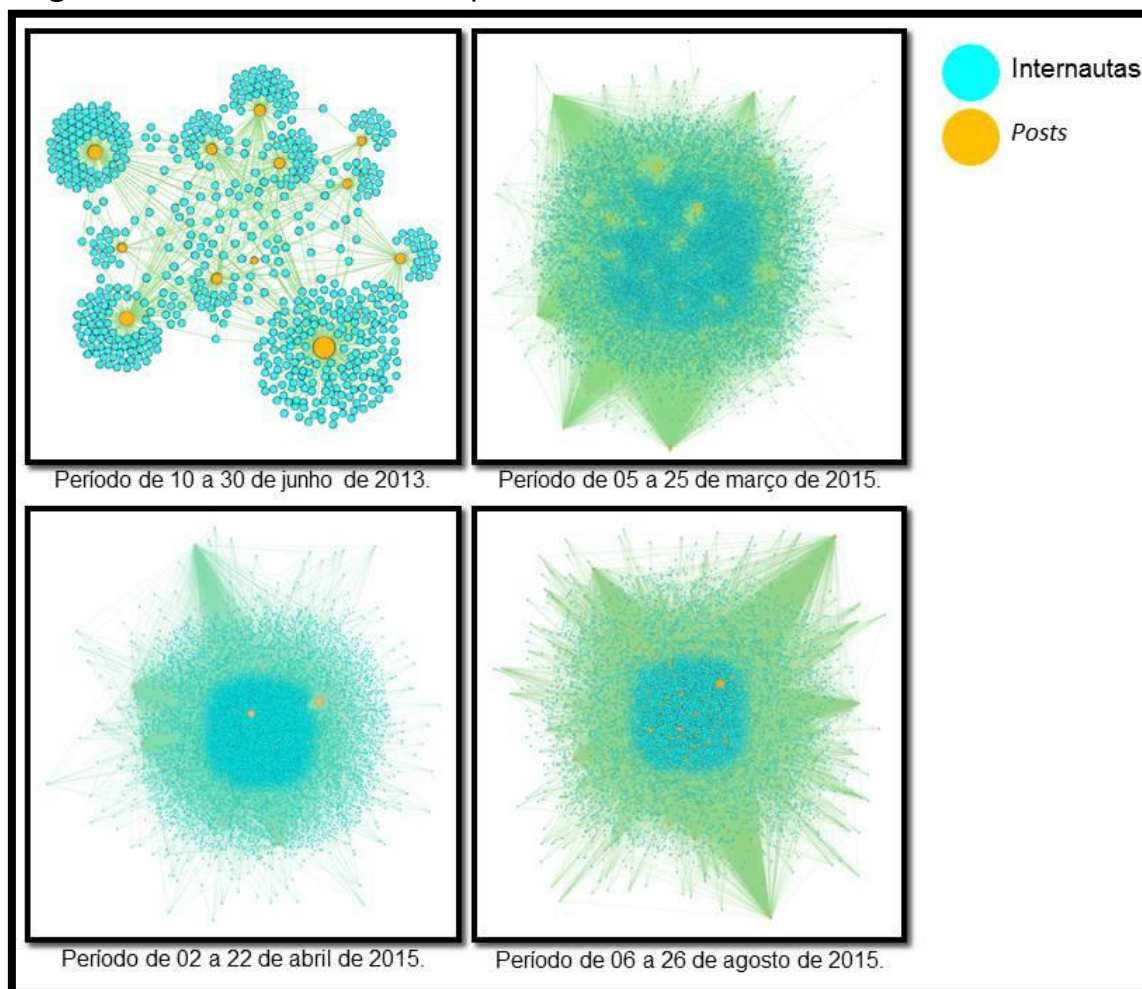 Internautas
Posts
Período de 10 a 30 de junho de 2013.
Período de 05 a 25 de março de 2015.
Período de 02 a 22 de abril de 2015.
Período de 06 a 26 de agosto de 2015.